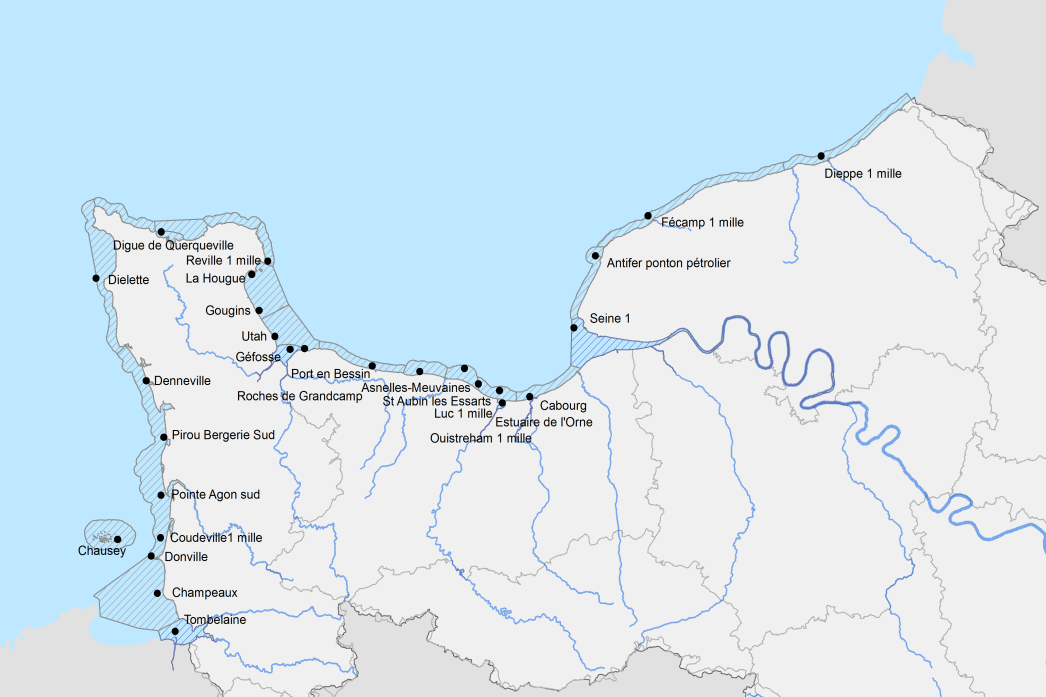 Dieppe 1 mille
Fécamp 1 mille
Digue de Querqueville
Reville 1 mille
Antifer ponton pétrolier
La Hougue
Dielette
Gougins
Seine 1
Utah
Géfosse
Port en Bessin
Denneville
Asnelles-Meuvaines
Roches de Grandcamp
St Aubin les Essarts
Cabourg
Luc 1 mille
Estuaire de l'Orne
Pirou Bergerie Sud
Ouistreham 1 mille
Pointe Agon sud
Coudeville1 mille
Chausey
Donville
Champeaux
Tombelaine